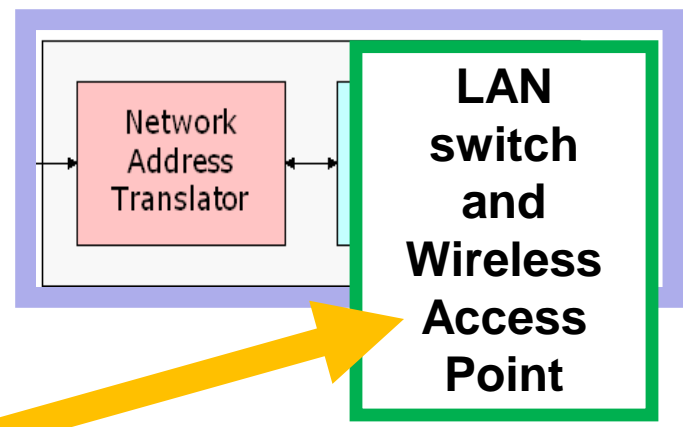 Network
Address
Translator
LAN
switch
and
Wireless
Access
Point